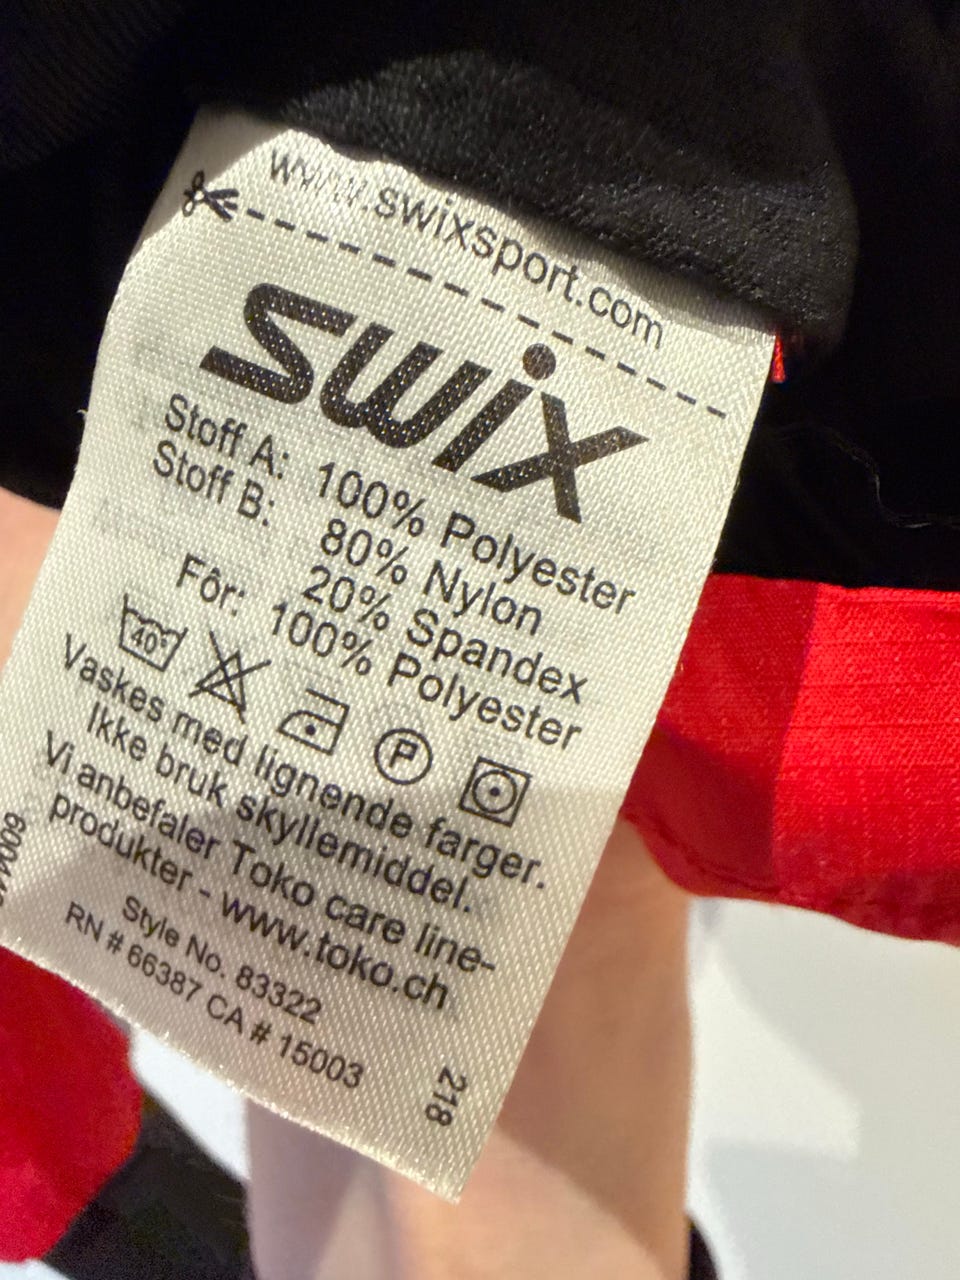 www.swixsport.com
swix
Stoff A: 100% Polyester
Stoff B: 80% Nylon
20% Spandex
Fôr: 100% Polyester
40°
P
Vaskes med lignende farger.
Ikke bruk skyllemiddel.
Vi anbefaler Toko care line-
produkter - www.toko.ch
Style No. 83322
RN # 66387 CA # 15003
218